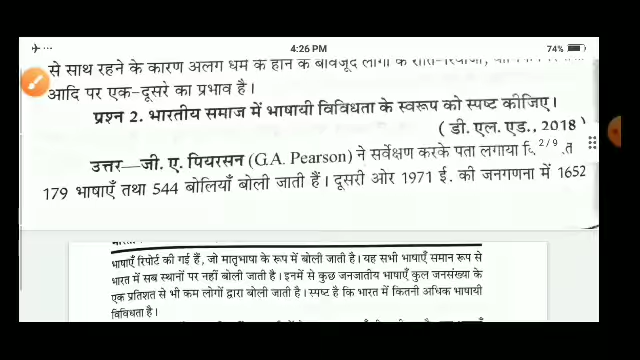 4:26 PM
74%
से साथ रहने के कारण अलग धर्म के होने के बावजूद लोगों के
आदि पर एक-दूसरे का प्रभाव है।
प्रश्न 2. भारतीय समाज में भाषायी विविधता के स्वरूप को स्पष्ट कीजिए।
(डी. एल. एड., 2018)
उत्तर—जी. ए. पियरसन (G.A. Pearson) ने सर्वेक्षण करके पता लगाया
2/9
179 भाषाएँ तथा 544 बोलियाँ बोली जाती हैं। दूसरी ओर 1971 ई. की जनगणना में 1652
भाषाएँ रिपोर्ट की गई हैं, जो मातृभाषा के रूप में बोली जाती है। यह सभी भाषाएँ समान रूप से
भारत में सब स्थानों पर नहीं बोली जाती है। इनमें से कुछ जनजातीय भाषाएँ कुल जनसंख्या के
एक प्रतिशत से भी कम लोगों द्वारा बोली जाती है। स्पष्ट है कि भारत में कितनी अधिक भाषायी
विविधता है।